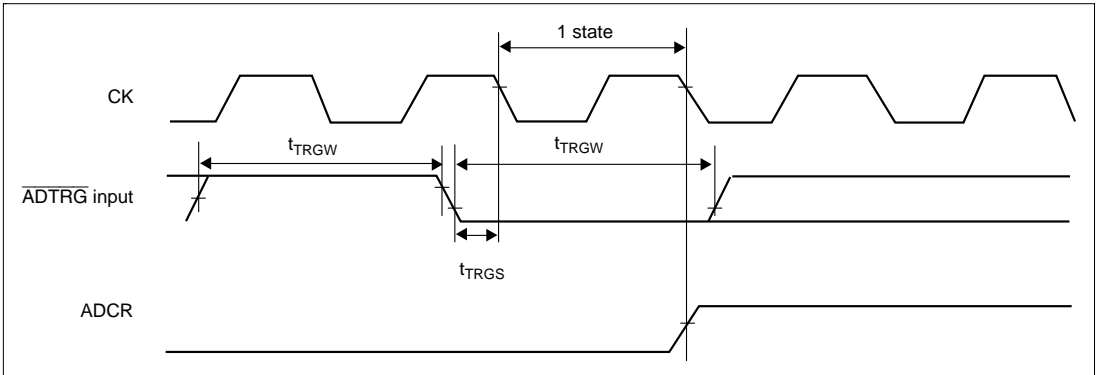 1 state
CK
tTRGW
tTRGW
ADTRG input
tTRGS
ADCR